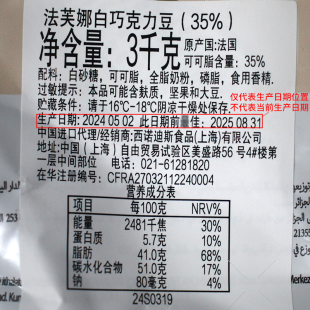 法芙娜白巧克力豆（35%）
净含量：3千克
原产国:法国
可可脂含量：35%
配料：白砂糖，可可脂，全脂奶粉，磷脂，食用香精.
过敏提示：本品可能含麸质，坚果和大豆.
仅代表生产日期位置
贮藏条件：请于16℃-18℃阴凉干燥处保存.
不代表当前生产日期
生产日期: 2024 05 02 此日期前最佳：2025.08.31
中国进口代理/经销商:西诺迪斯食品(上海)有限公司
中国（上海）自由贸易试验区美盛路56号4#楼第
一层中间部位 电话：021-61281820
在华注册编号: CFRA27032112240004
营养成分表
项目 每100克 NRV%
能量 2481千焦 30%
蛋白质 5.7克 10%
脂肪 41.0克 68%
碳水化合物 51.0克 17%
钠 80毫克 4%
24S0319